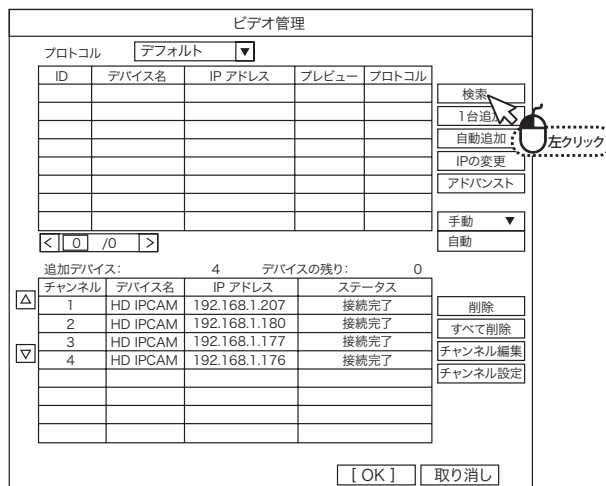 ビデオ管理
プロトコル デフォルト ▼
ID デバイス名 IP アドレス プレビュー プロトコル
検索
1台追加
自動追加
左クリック
IPの変更
アドバンスト
手動 ▼
自動
< 0 /0 >
追加デバイス： 4 デバイスの残り： 0
チャンネル デバイス名 IP アドレス ステータス
1 HD IPCAM 192.168.1.207 接続完了
2 HD IPCAM 192.168.1.180 接続完了
3 HD IPCAM 192.168.1.177 接続完了
4 HD IPCAM 192.168.1.176 接続完了
削除
すべて削除
チャンネル編集
チャンネル設定
[ OK ] 取り消し